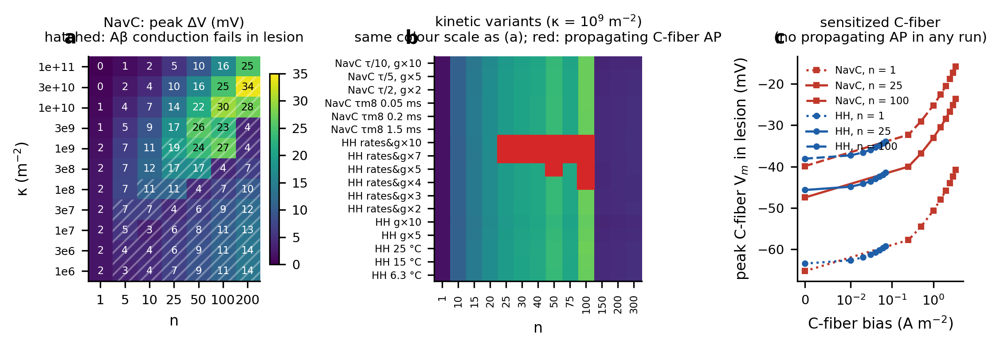 NavC: peak ΔV (mV)
hatched: Aβ conduction fails in lesion
a
1e+11 0 1 2 5 10 16 25
3e+10 0 2 4 10 16 25 34
1e+10 1 4 7 14 22 30 28
3e9 1 5 9 17 26 23 4
1e9 2 7 11 19 24 27 4
3e8 2 7 12 17 17 4 7
1e8 2 7 11 11 4 7 10
3e7 2 7 7 4 6 9 12
1e7 2 5 3 6 8 11 13
3e6 2 4 4 6 9 11 14
1e6 2 3 4 7 9 11 14
κ (m⁻²)
1 5 10 25 50 100 200
n
35
30
25
20
15
10
5
0
kinetic variants (κ = 10⁹ m⁻²)
same colour scale as (a); red: propagating C-fiber AP
b
NavC τ/10, g×10
NavC τ/5, g×5
NavC τ/2, g×2
NavC τm8 0.05 ms
NavC τm8 0.2 ms
NavC τm8 1.5 ms
HH rates&g×10
HH rates&g×7
HH rates&g×5
HH rates&g×4
HH rates&g×3
HH rates&g×2
HH g×10
HH g×5
HH 25 °C
HH 15 °C
HH 6.3 °C
1 10 15 20 25 30 40 50 75 100 150 200 300
n
sensitized C-fiber
(no propagating AP in any run)
c
NavC, n = 1
NavC, n = 25
NavC, n = 100
HH, n = 1
HH, n = 25
HH, n = 100
peak C-fiber Vₘ in lesion (mV)
−20
−30
−40
−50
−60
0 10⁻² 10⁻¹ 10⁰
C-fiber bias (A m⁻²)